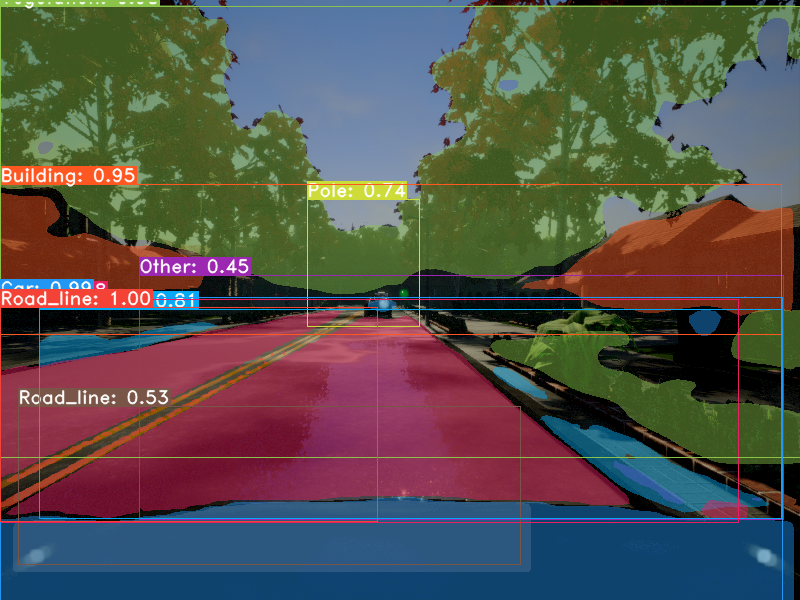 Building: 0.95
Pole: 0.74
Other: 0.45
Car: 0.99
Road_line: 1.00
0.81
Road_line: 0.53